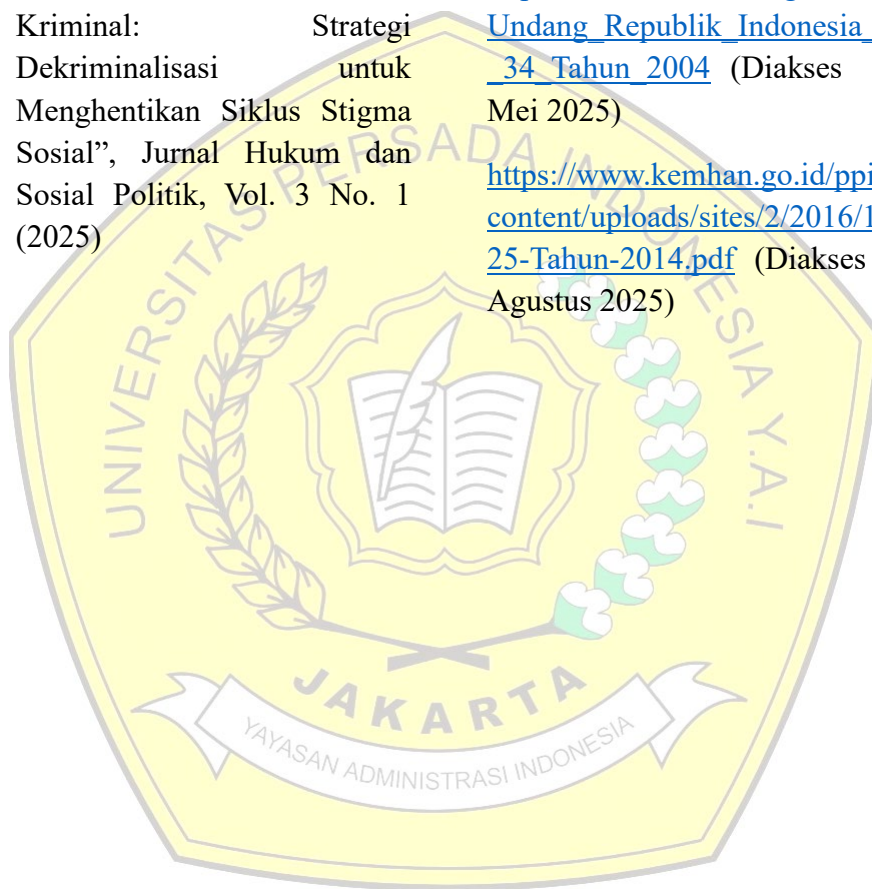 Kriminal: Strategi
Dekriminalisasi untuk
Menghentikan Siklus Stigma
Sosial”, Jurnal Hukum dan
Sosial Politik, Vol. 3 No. 1
(2025)
Undang_Republik_Indonesia_
_34_Tahun_2004 (Diakses
Mei 2025)
https://www.kemhan.go.id/ppi
content/uploads/sites/2/2016/1
25-Tahun-2014.pdf (Diakses
Agustus 2025)
UNIVERSITAS PERSADA INDONESIA Y.A.I
JAKARTA
YAYASAN ADMINISTRASI INDONESIA